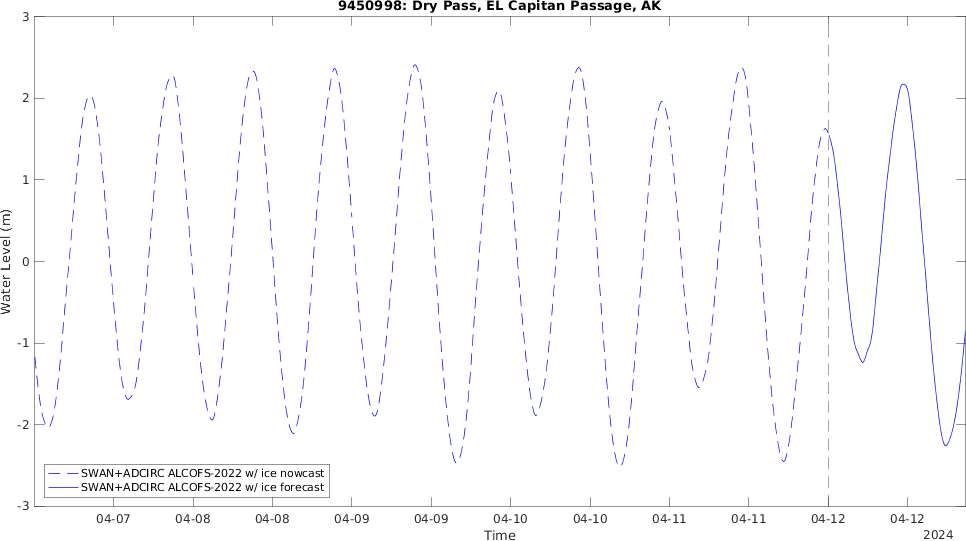 9450998: Dry Pass, EL Capitan Passage, AK
3
2
1
0
-1
-2
-3
Water Level (m)
SWAN+ADCIRC ALCOFS-2022 w/ ice nowcast
SWAN+ADCIRC ALCOFS-2022 w/ ice forecast
04-07 04-08 04-08 04-09 04-09 04-10 04-10 04-11 04-11 04-12 04-12
Time
2024